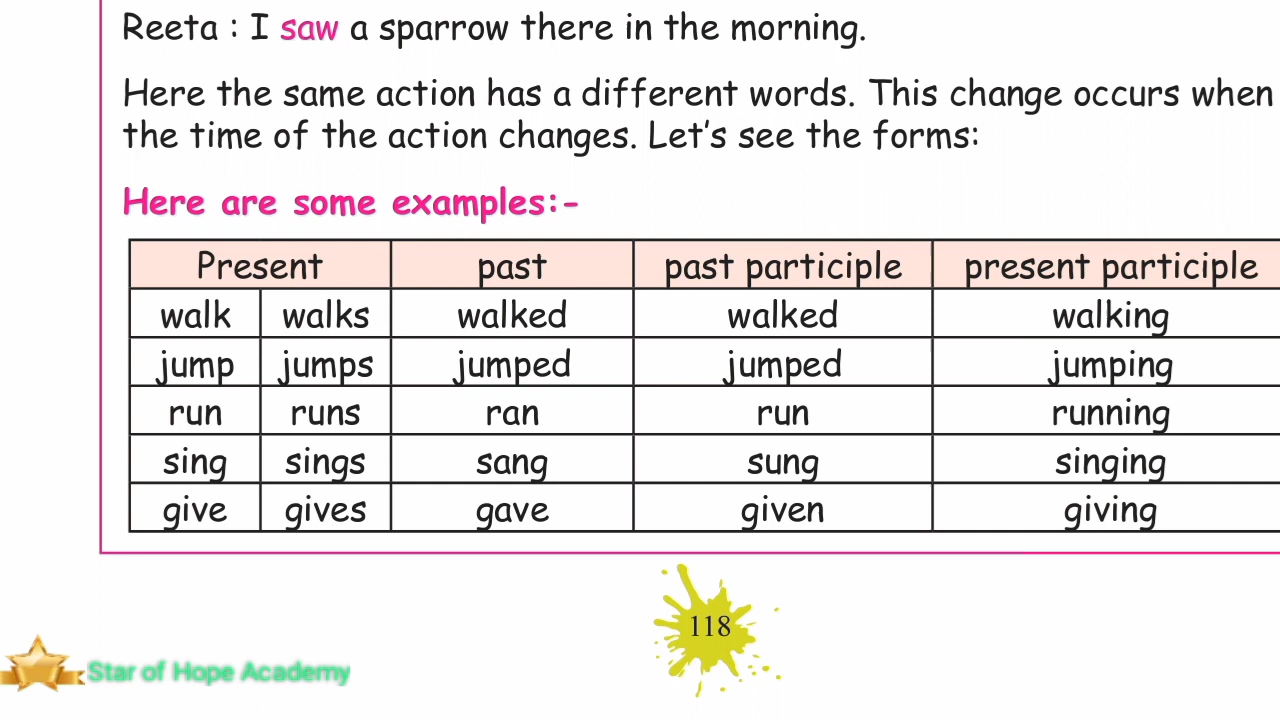 Reeta : I saw a sparrow there in the morning.
Here the same action has a different words. This change occurs when
the time of the action changes. Let's see the forms:
Here are some examples:-
Present past past participle present participle
walk walks walked walked walking
jump jumps jumped jumped jumping
run runs ran run running
sing sings sang sung singing
give gives gave given giving
118
Star of Hope Academy